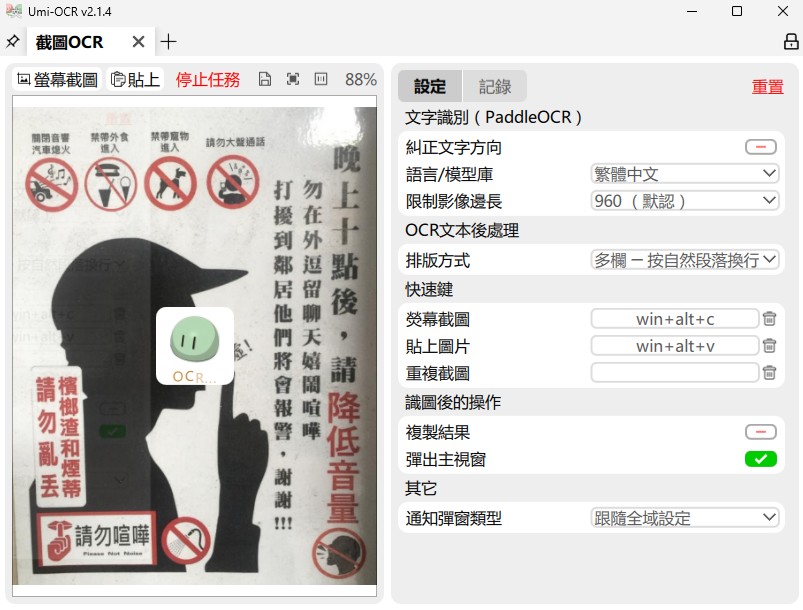 Umi-OCR v2.1.4
截圖OCR
螢幕截圖
貼上
停止任務
88%
關閉音響
汽車熄火
禁帶外食
進入
禁帶寵物
進入
請勿大聲通話
晚上十點後，請降低音量
勿在外逗留聊天嬉鬧喧嘩
打擾到鄰居他們將會報警，謝謝!!!
OCR...
檳榔渣和煙蒂
請勿亂丟
請勿喧嘩
Please Not Noise
設定
記錄
重置
文字識別（PaddleOCR）
糾正文字方向
語言/模型庫
繁體中文
限制影像邊長
960 （默認）
OCR文本後處理
排版方式
多欄 — 按自然段落換行
快速鍵
熒幕截圖
win+alt+c
貼上圖片
win+alt+v
重複截圖
識圖後的操作
複製結果
彈出主視窗
其它
通知彈窗類型
跟隨全域設定